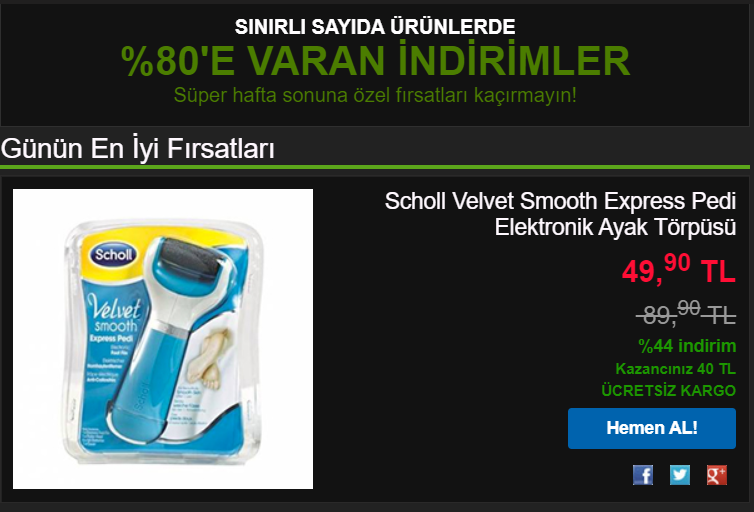 SINIRLI SAYIDA ÜRÜNLERDE
%80'E VARAN İNDİRİMLER
Süper hafta sonuna özel fırsatları kaçırmayın!
Günün En İyi Fırsatları
Scholl
Velvet
smooth
Express Pedi
Scholl
Scholl Velvet Smooth Express Pedi
Elektronik Ayak Törpüsü
49,90 TL
89,90 TL
%44 indirim
Kazancınız 40 TL
ÜCRETSİZ KARGO
Hemen AL!